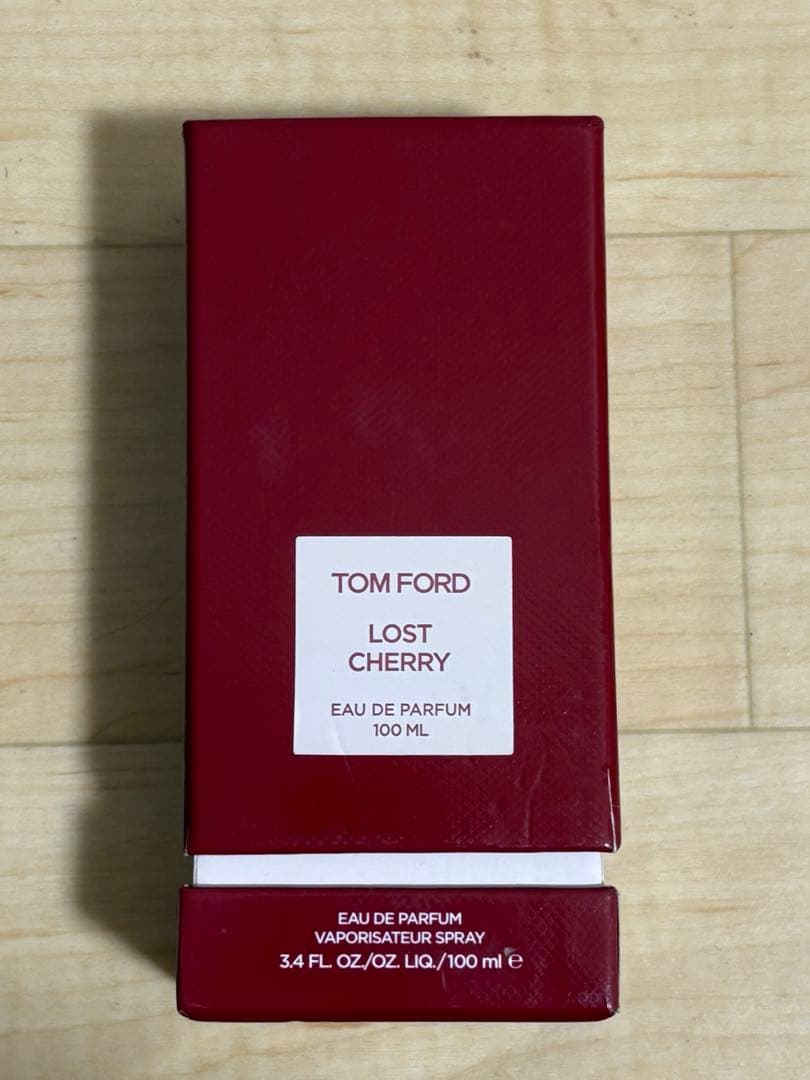 TOM FORD
LOST
CHERRY
EAU DE PARFUM
100 ML
EAU DE PARFUM
VAPORISATEUR SPRAY
3.4 FL. OZ./OZ. LIQ./100 ml ℮